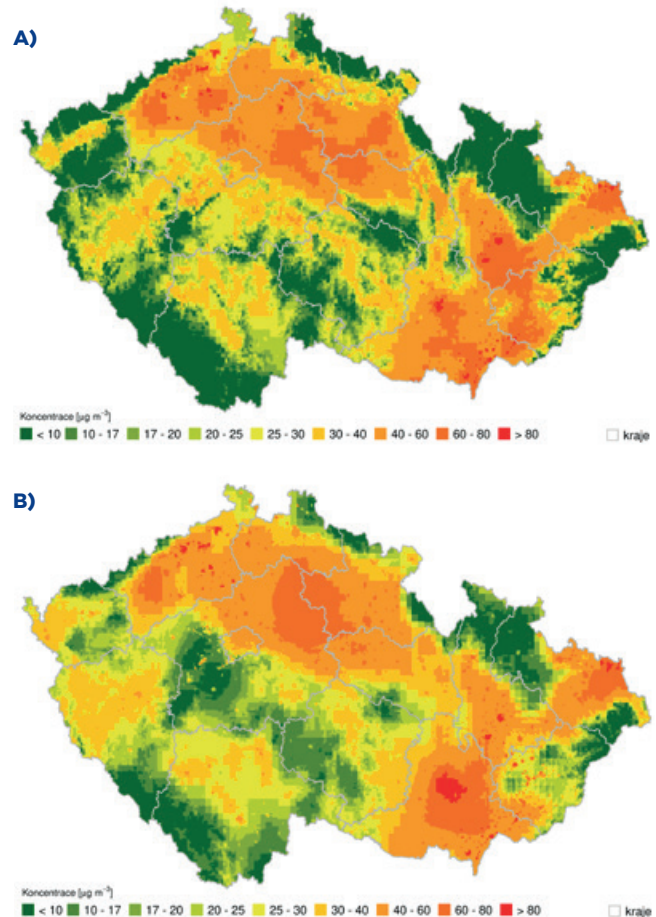 A)
Koncentrace [µg m⁻³]
< 10 10 - 17 17 - 20 20 - 25 25 - 30 30 - 40 40 - 60 60 - 80 > 80 kraje
B)
Koncentrace [µg m⁻³]
< 10 10 - 17 17 - 20 20 - 25 25 - 30 30 - 40 40 - 60 60 - 80 > 80 kraje